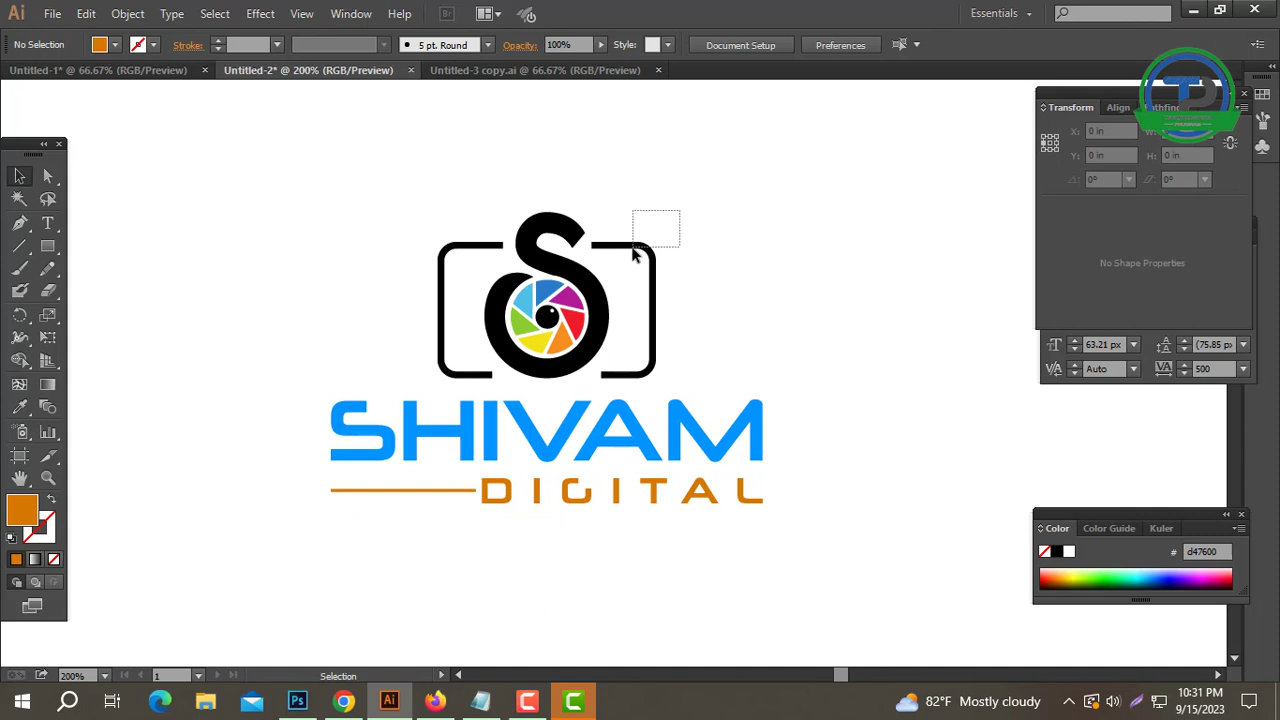 Ai File Edit Object Type Select Effect View Window Help Br Essentials
No Selection Stroke: 5 pt. Round Opacity: 100% Style: Document Setup Preferences
Untitled-1* @ 66.67% (RGB/Preview) × Untitled-2* @ 200% (RGB/Preview) × Untitled-3 copy.ai @ 66.67% (RGB/Preview) ×
Transform Align
X: 0 in
Y: 0 in H: 0 in
0° 0°
No Shape Properties
63.21 px (75.85 p
Auto 500
S
SHIVAM
DIGITAL
Color Color Guide Kuler
# d47600
200% 1 Selection
Ps Ai C C 82°F Mostly cloudy 10:31 PM
9/15/2023